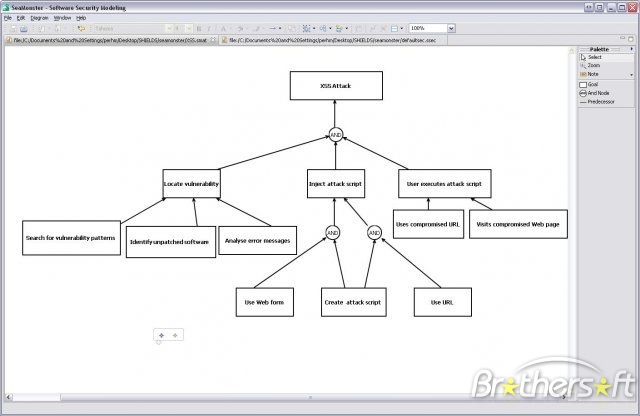 SeaMonster - Software Security Modeling
File Edit Diagram Window Help
Tahoma
100%
file:/C:/Documents%20and%20Settings/perhn/Desktop/SHIELDS/seamonster/XSS.smat
file:/C:/Documents%20and%20Settings/perhn/Desktop/SHIELDS/seamonster/defaultsec.ssec
Palette
Select
Zoom
Note
Goal
And Node
Predecessor
XSS Attack
AND
Locate vulnerability
Inject attack script
User executes attack script
Search for vulnerability patterns
Identify unpatched software
Analyse error messages
AND
AND
Uses compromised URL
Visits compromised Web page
Use Web form
Create attack script
Use URL
Brothersoft